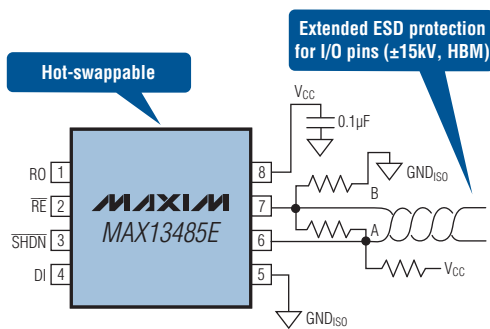 Extended ESD protection
for I/O pins (±15kV, HBM)
Hot-swappable
VCC
0.1µF
GNDISO
RO 1
8
B
RE 2
7
MAXIM
MAX13485E
A
SHDN 3
6
DI 4
5
VCC
GNDISO